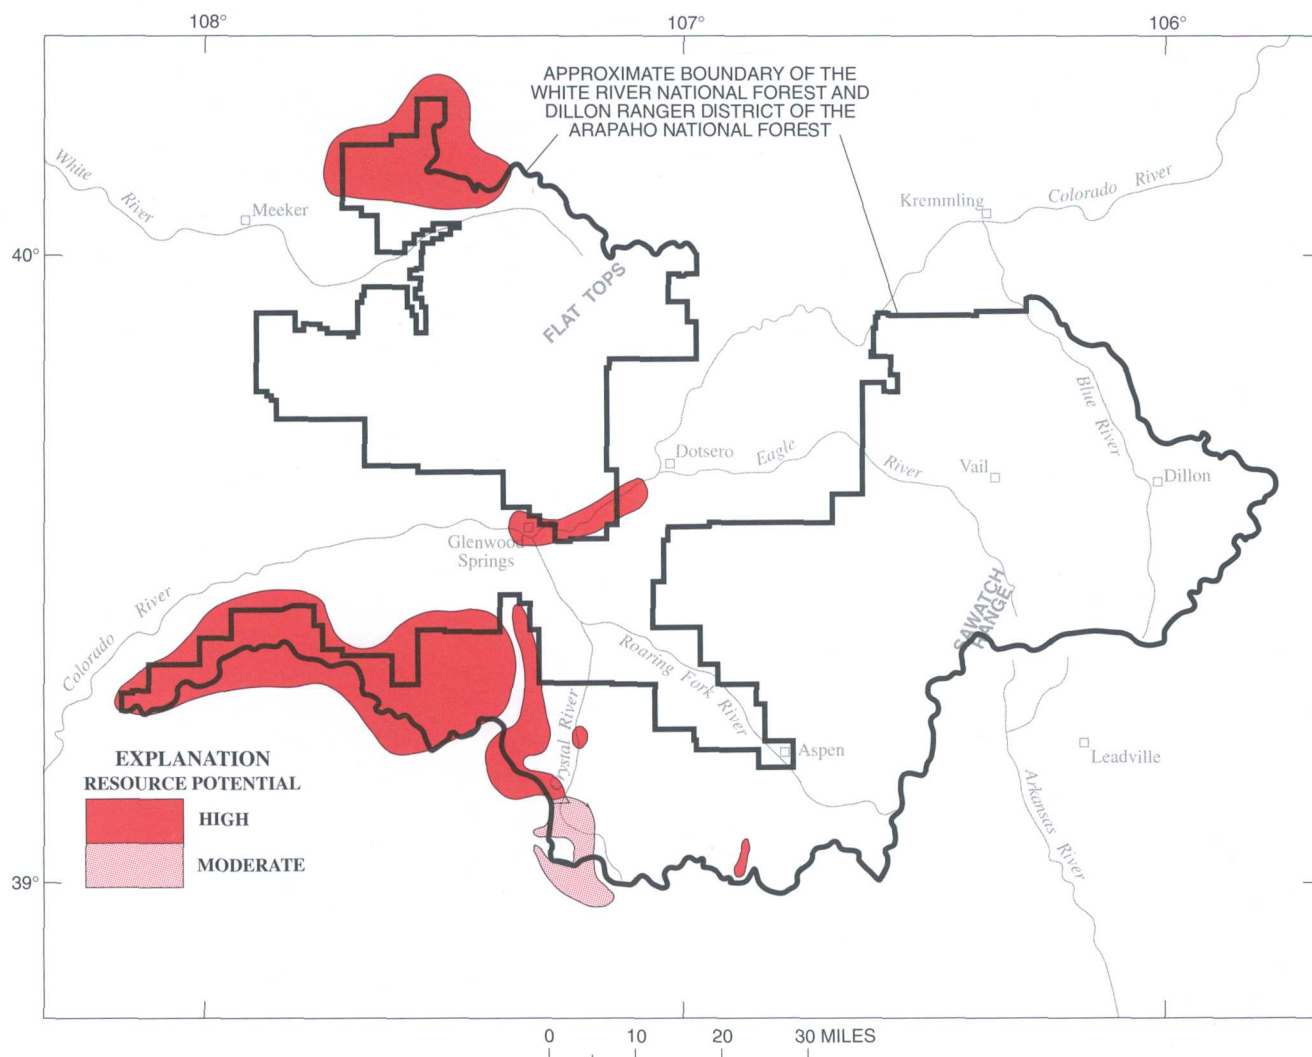 108°
107°
106°
APPROXIMATE BOUNDARY OF THE
WHITE RIVER NATIONAL FOREST AND
DILLON RANGER DISTRICT OF THE
ARAPAHO NATIONAL FOREST
White
River
Meeker
Kremmling
Colorado River
40°
FLAT TOPS
Blue River
Dotsero
Eagle
River
Vail
Dillon
Glenwood
Springs
Colorado River
SAWATCH
RANGE
Roaring Fork River
Crystal River
Aspen
Leadville
Arkansas River
EXPLANATION
RESOURCE POTENTIAL
HIGH
MODERATE
39°
0 10 20 30 MILES